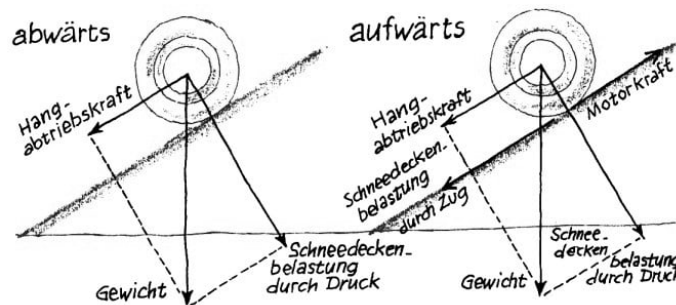 abwärts
Hang-
abtriebskraft
Gewicht
Schneedecken-
belastung
durch Druck
aufwärts
Hang-
abtriebskraft
Motorkraft
Schneedecken-
belastung
durch Zug
Gewicht
Schnee-
decken
belastung
durch Druck